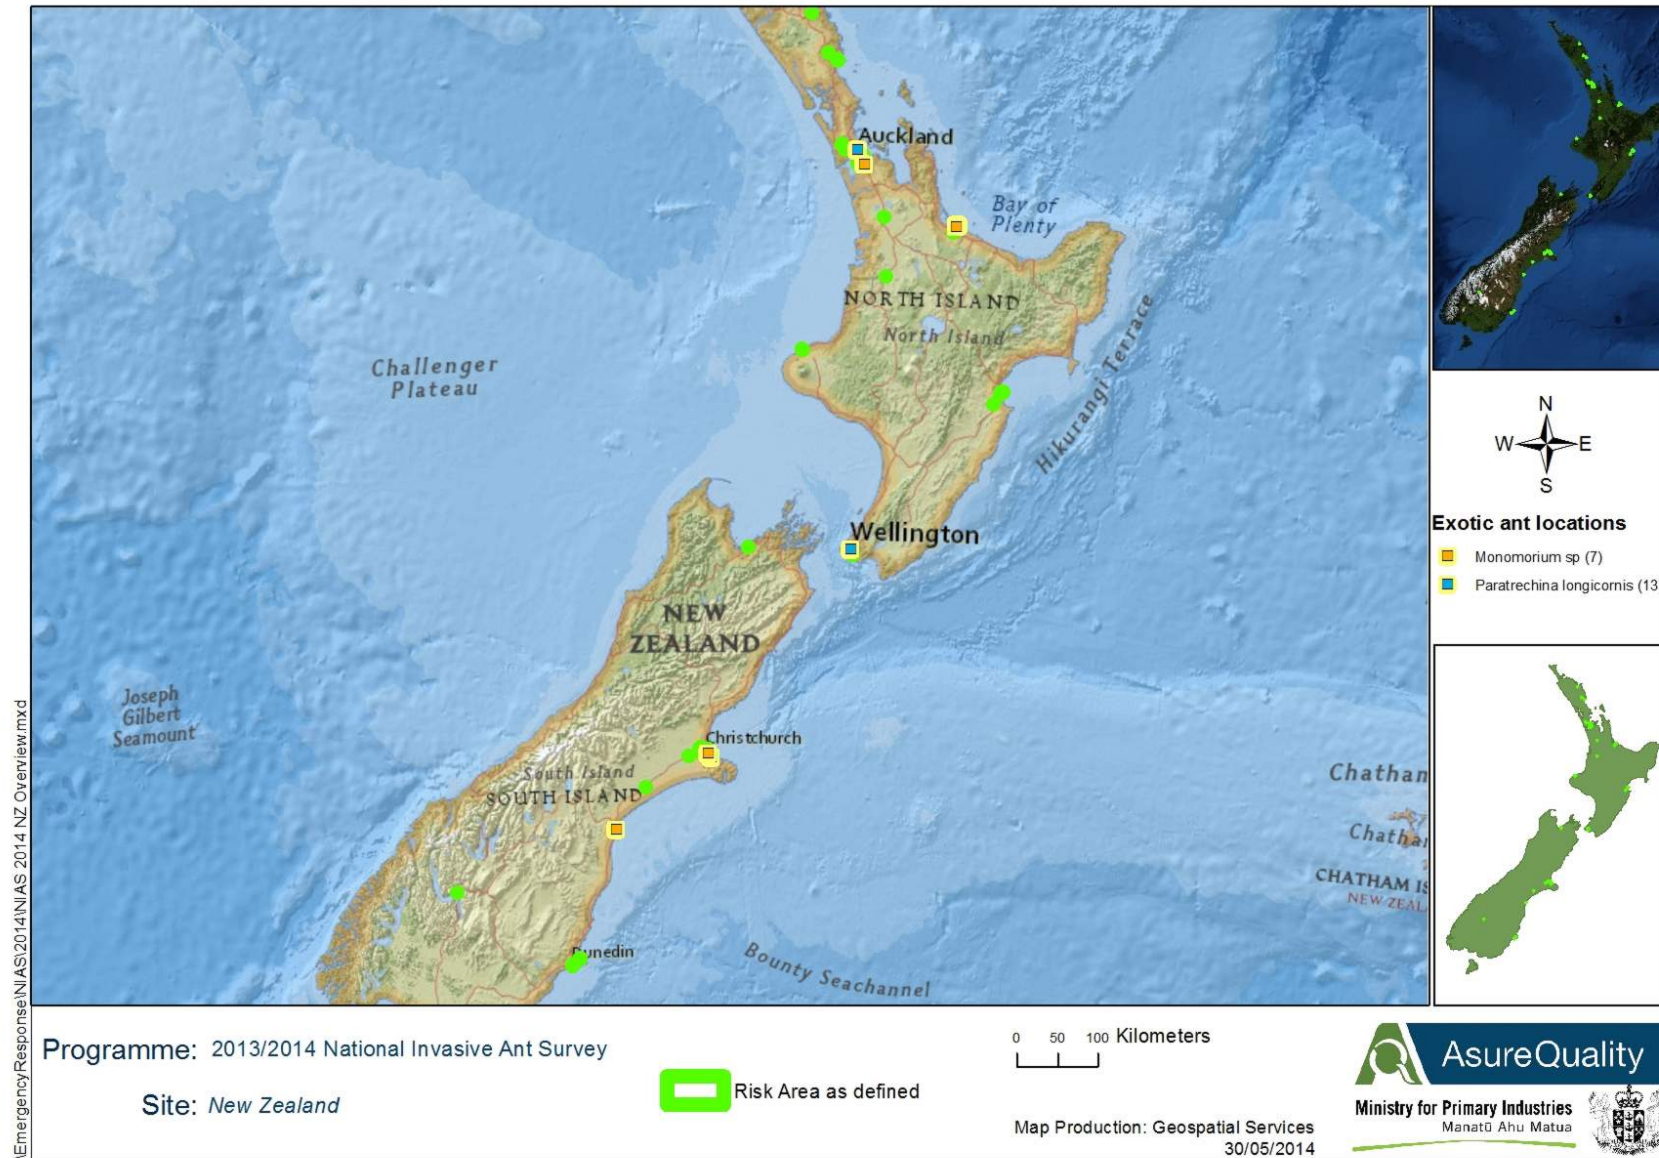 Auckland
Bay of
Plenty
NORTH ISLAND
North Island
Challenger
Plateau
Hikurangi Terrace
Wellington
NEW
ZEALAND
Joseph
Gilbert
Seamount
Christchurch
South Island
SOUTH ISLAND
Chathan
Chathar
CHATHAM IS
NEW ZEAL
Dunedin
Bounty Seachannel
N
W E
S
Exotic ant locations
Monomorium sp (7)
Paratrechina longicornis (13
\EmergencyResponse\NIAS\2014\NIAS 2014 NZ Overview.mxd
Programme: 2013/2014 National Invasive Ant Survey
Site: New Zealand
Risk Area as defined
0 50 100 Kilometers
Map Production: Geospatial Services
30/05/2014
AsureQuality
Ministry for Primary Industries
Manatū Ahu Matua